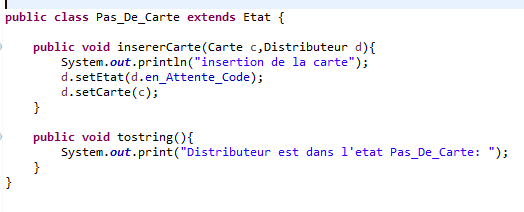 public class Pas_De_Carte extends Etat {
public void insererCarte(Carte c,Distributeur d){
System.out.println("insertion de la carte");
d.setEtat(d.en_Attente_Code);
d.setCarte(c);
}
public void tostring(){
System.out.print("Distributeur est dans l'etat Pas_De_Carte: ");
}
}